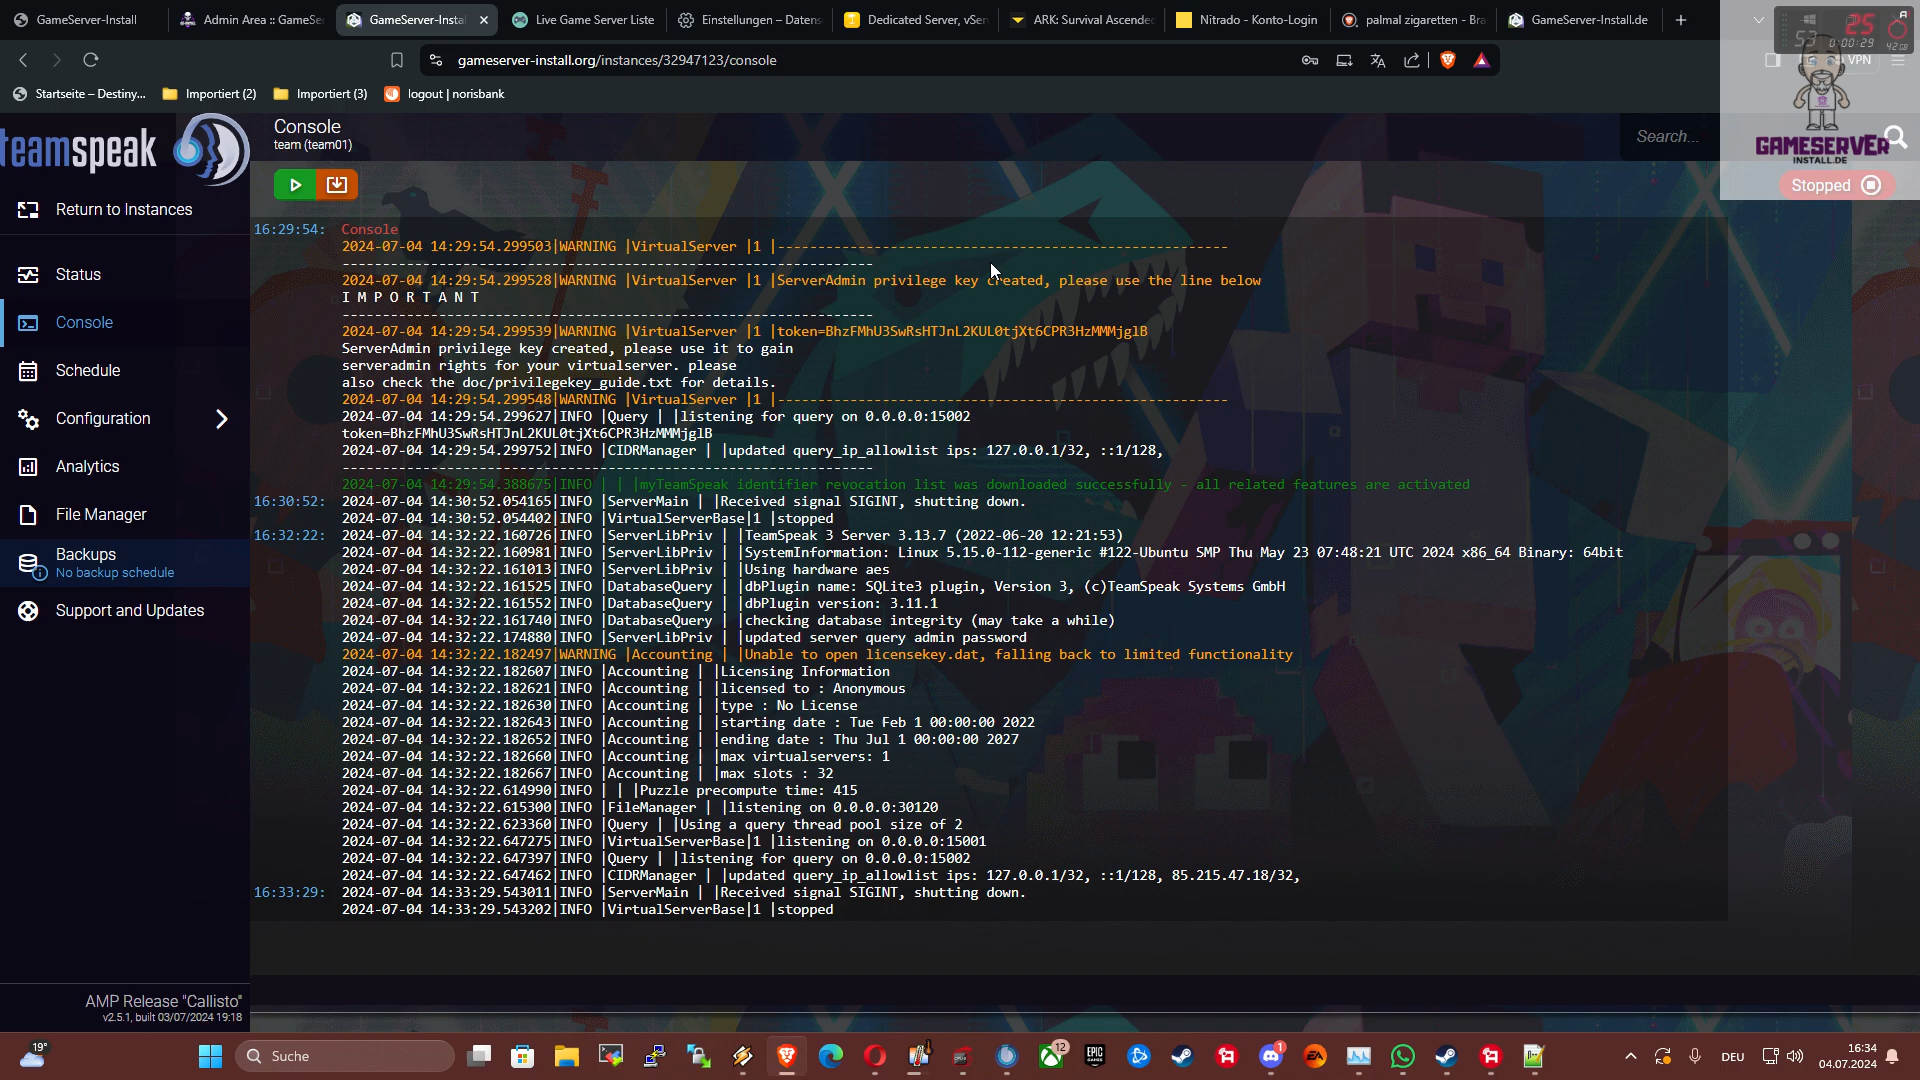 GameServer-Install
Admin Area :: GameSer
GameServer-Insta
Live Game Server Liste
Einstellungen – Datens
Dedicated Server, vSer
ARK: Survival Ascended
Nitrado - Konto-Login
palmal zigaretten - Bra
GameServer-Install.de
25
53
0:00:29
42GB
gameserver-install.org/instances/32947123/console
VPN
Startseite – Destiny...
Importiert (2)
Importiert (3)
logout | norisbank
teamspeak
Console
team (team01)
Search...
GAMESERVER
INSTALL.DE
Stopped
Return to Instances
Status
Console
Schedule
Configuration
Analytics
File Manager
Backups
No backup schedule
Support and Updates
16:29:54: Console
2024-07-04 14:29:54.299503|WARNING |VirtualServer |1 |--------------------------------------------------------
------------------------------------------------------------------
2024-07-04 14:29:54.299528|WARNING |VirtualServer |1 |ServerAdmin privilege key created, please use the line below
I M P O R T A N T
------------------------------------------------------------------
2024-07-04 14:29:54.299539|WARNING |VirtualServer |1 |token=BhzFMhU3SwRsHTJnL2KUL0tjXt6CPR3HzMMMjglB
ServerAdmin privilege key created, please use it to gain
serveradmin rights for your virtualserver. please
also check the doc/privilegekey_guide.txt for details.
2024-07-04 14:29:54.299548|WARNING |VirtualServer |1 |--------------------------------------------------------
2024-07-04 14:29:54.299627|INFO |Query | |listening for query on 0.0.0.0:15002
token=BhzFMhU3SwRsHTJnL2KUL0tjXt6CPR3HzMMMjglB
2024-07-04 14:29:54.299752|INFO |CIDRManager | |updated query_ip_allowlist ips: 127.0.0.1/32, ::1/128,
------------------------------------------------------------------
2024-07-04 14:29:54.388675|INFO | | |myTeamSpeak identifier revocation list was downloaded successfully - all related features are activated
16:30:52: 2024-07-04 14:30:52.054165|INFO |ServerMain | |Received signal SIGINT, shutting down.
2024-07-04 14:30:52.054402|INFO |VirtualServerBase|1 |stopped
16:32:22: 2024-07-04 14:32:22.160726|INFO |ServerLibPriv | |TeamSpeak 3 Server 3.13.7 (2022-06-20 12:21:53)
2024-07-04 14:32:22.160981|INFO |ServerLibPriv | |SystemInformation: Linux 5.15.0-112-generic #122-Ubuntu SMP Thu May 23 07:48:21 UTC 2024 x86_64 Binary: 64bit
2024-07-04 14:32:22.161013|INFO |ServerLibPriv | |Using hardware aes
2024-07-04 14:32:22.161525|INFO |DatabaseQuery | |dbPlugin name: SQLite3 plugin, Version 3, (c)TeamSpeak Systems GmbH
2024-07-04 14:32:22.161552|INFO |DatabaseQuery | |dbPlugin version: 3.11.1
2024-07-04 14:32:22.161740|INFO |DatabaseQuery | |checking database integrity (may take a while)
2024-07-04 14:32:22.174880|INFO |ServerLibPriv | |updated server query admin password
2024-07-04 14:32:22.182497|WARNING |Accounting | |Unable to open licensekey.dat, falling back to limited functionality
2024-07-04 14:32:22.182607|INFO |Accounting | |Licensing Information
2024-07-04 14:32:22.182621|INFO |Accounting | |licensed to : Anonymous
2024-07-04 14:32:22.182630|INFO |Accounting | |type : No License
2024-07-04 14:32:22.182643|INFO |Accounting | |starting date : Tue Feb 1 00:00:00 2022
2024-07-04 14:32:22.182652|INFO |Accounting | |ending date : Thu Jul 1 00:00:00 2027
2024-07-04 14:32:22.182660|INFO |Accounting | |max virtualservers: 1
2024-07-04 14:32:22.182667|INFO |Accounting | |max slots : 32
2024-07-04 14:32:22.614990|INFO | | |Puzzle precompute time: 415
2024-07-04 14:32:22.615300|INFO |FileManager | |listening on 0.0.0.0:30120
2024-07-04 14:32:22.623360|INFO |Query | |Using a query thread pool size of 2
2024-07-04 14:32:22.647275|INFO |VirtualServerBase|1 |listening on 0.0.0.0:15001
2024-07-04 14:32:22.647397|INFO |Query | |listening for query on 0.0.0.0:15002
2024-07-04 14:32:22.647462|INFO |CIDRManager | |updated query_ip_allowlist ips: 127.0.0.1/32, ::1/128, 85.215.47.18/32,
16:33:29: 2024-07-04 14:33:29.543011|INFO |ServerMain | |Received signal SIGINT, shutting down.
2024-07-04 14:33:29.543202|INFO |VirtualServerBase|1 |stopped
AMP Release "Callisto"
v2.5.1, built 03/07/2024 19:18
19°
Suche
12
EPIC
1
EA
DEU
16:34
04.07.2024